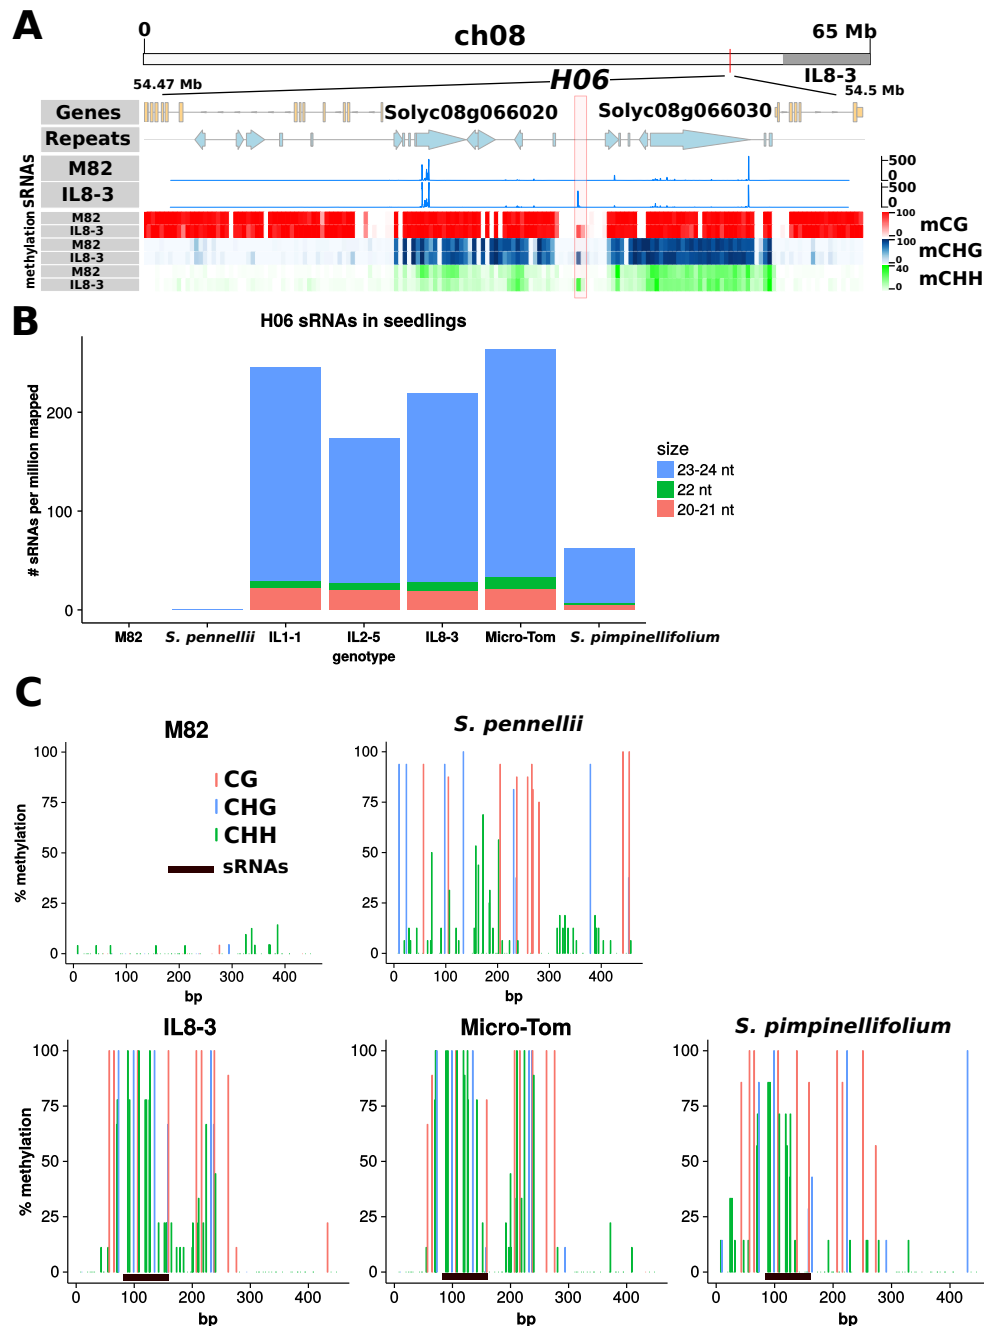 A
0
ch08
65 Mb
54.47 Mb
H06
IL8-3
54.5 Mb
Genes
Solyc08g066020
Solyc08g066030
Repeats
sRNAs
M82
500
0
IL8-3
500
0
methylation
M82
100
mCG
IL8-3
0
M82
100
mCHG
IL8-3
0
M82
40
mCHH
IL8-3
0
B
H06 sRNAs in seedlings
# sRNAs per million mapped
200
100
0
size
23-24 nt
22 nt
20-21 nt
M82
S. pennellii
IL1-1
IL2-5
IL8-3
Micro-Tom
S. pimpinellifolium
genotype
C
M82
% methylation
100
75
50
25
0
CG
CHG
CHH
sRNAs
0
100
200
300
400
bp
S. pennellii
100
75
50
25
0
0
100
200
300
400
bp
IL8-3
% methylation
100
75
50
25
0
0
100
200
300
400
bp
Micro-Tom
100
75
50
25
0
0
100
200
300
400
bp
S. pimpinellifolium
100
75
50
25
0
0
100
200
300
400
bp